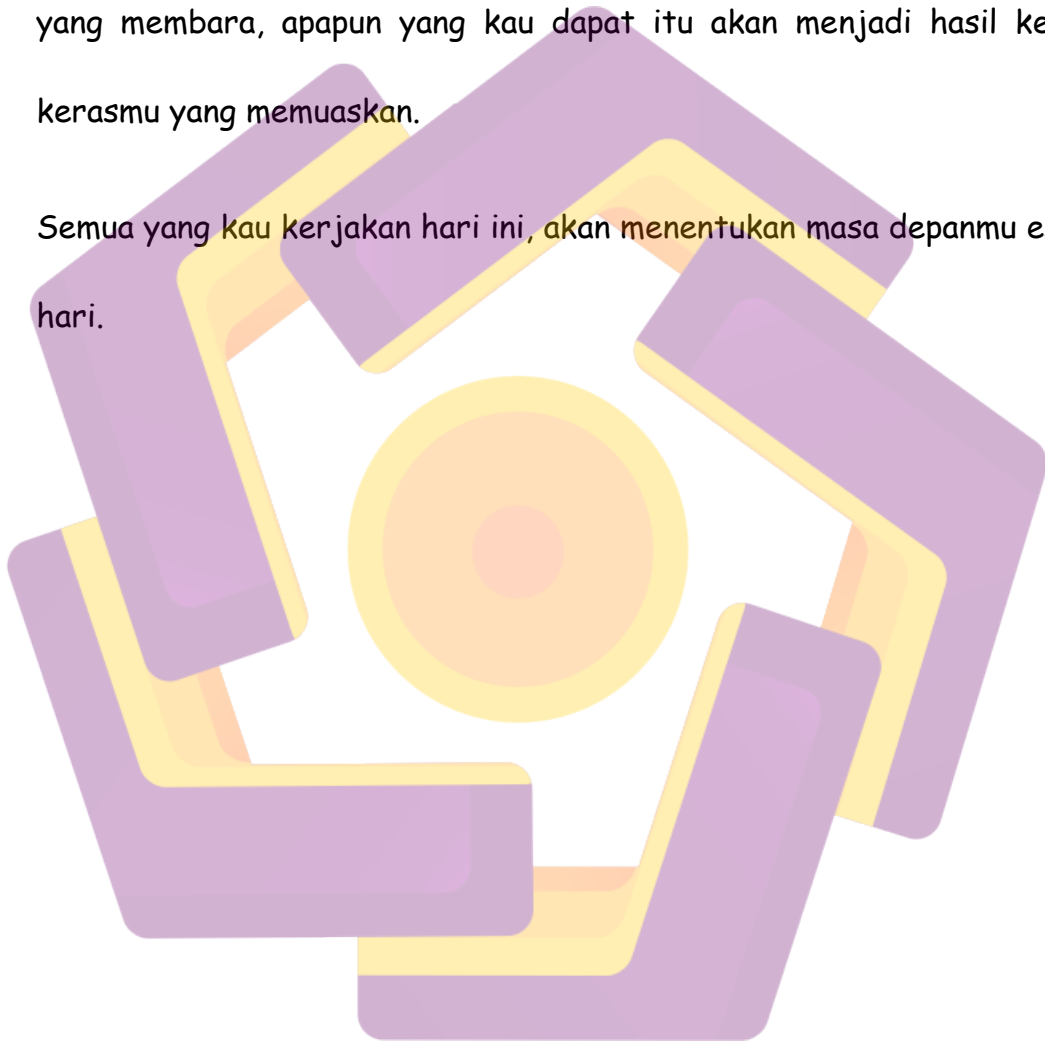 yang membara, apapun yang kau dapat itu akan menjadi hasil ke
kerasmu yang memuaskan.
Semua yang kau kerjakan hari ini, akan menentukan masa depanmu e
hari.